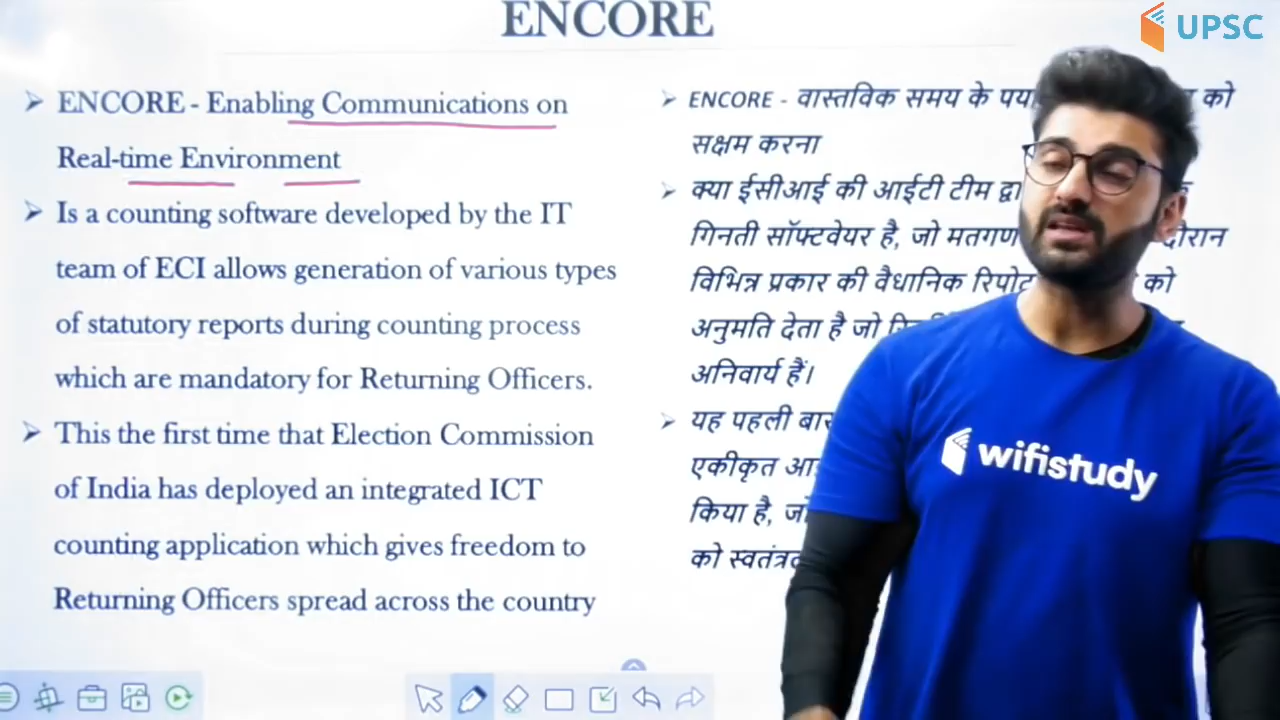 ENCORE
UPSC
ENCORE - Enabling Communications on
Real-time Environment
Is a counting software developed by the IT
team of ECI allows generation of various types
of statutory reports during counting process
which are mandatory for Returning Officers.
This the first time that Election Commission
of India has deployed an integrated ICT
counting application which gives freedom to
Returning Officers spread across the country
ENCORE - वास्तविक समय के को
सक्षम करना
क्या ईसीआई की आईटी टीम
गिनती सॉफ्टवेयर है, जो दौरान
विभिन्न प्रकार की वैधानिक को
अनुमति देता है जो
अनिवार्य हैं।
यह पहली बार
एकीकृत
किया है,
को
wifistudy